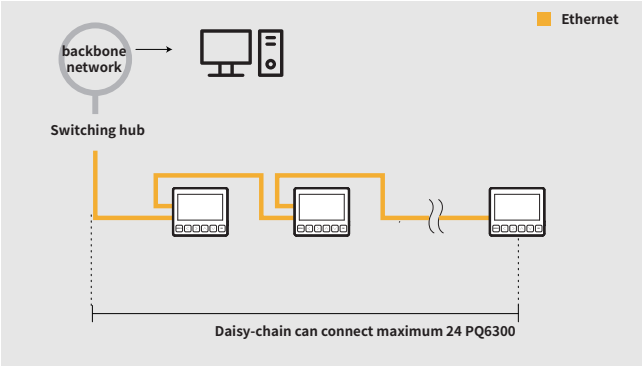 Ethernet
backbone
network
Switching hub
Daisy-chain can connect maximum 24 PQ6300